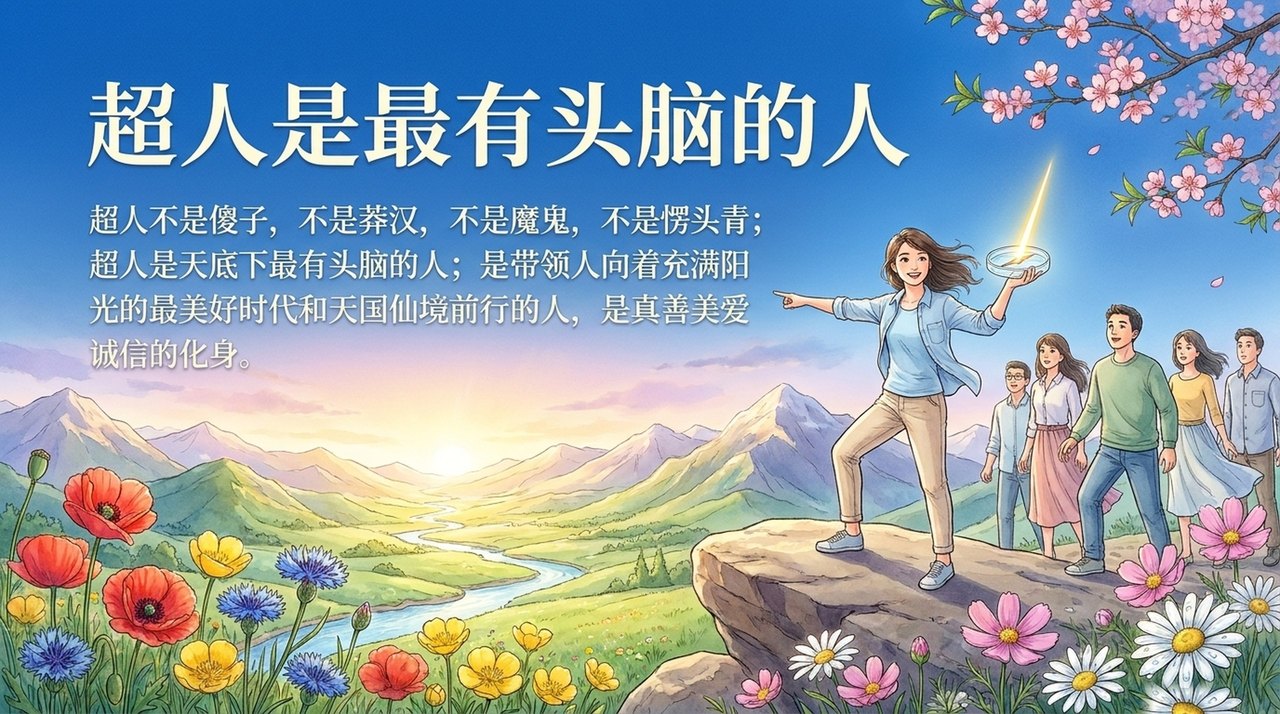 超人是最有头脑的人
超人不是傻子，不是莽汉，不是魔鬼，不是愣头青；
超人是天底下最有头脑的人；是带领人向着充满阳
光的最美好时代和天国仙境前行的人，是真善美爱
诚信的化身。